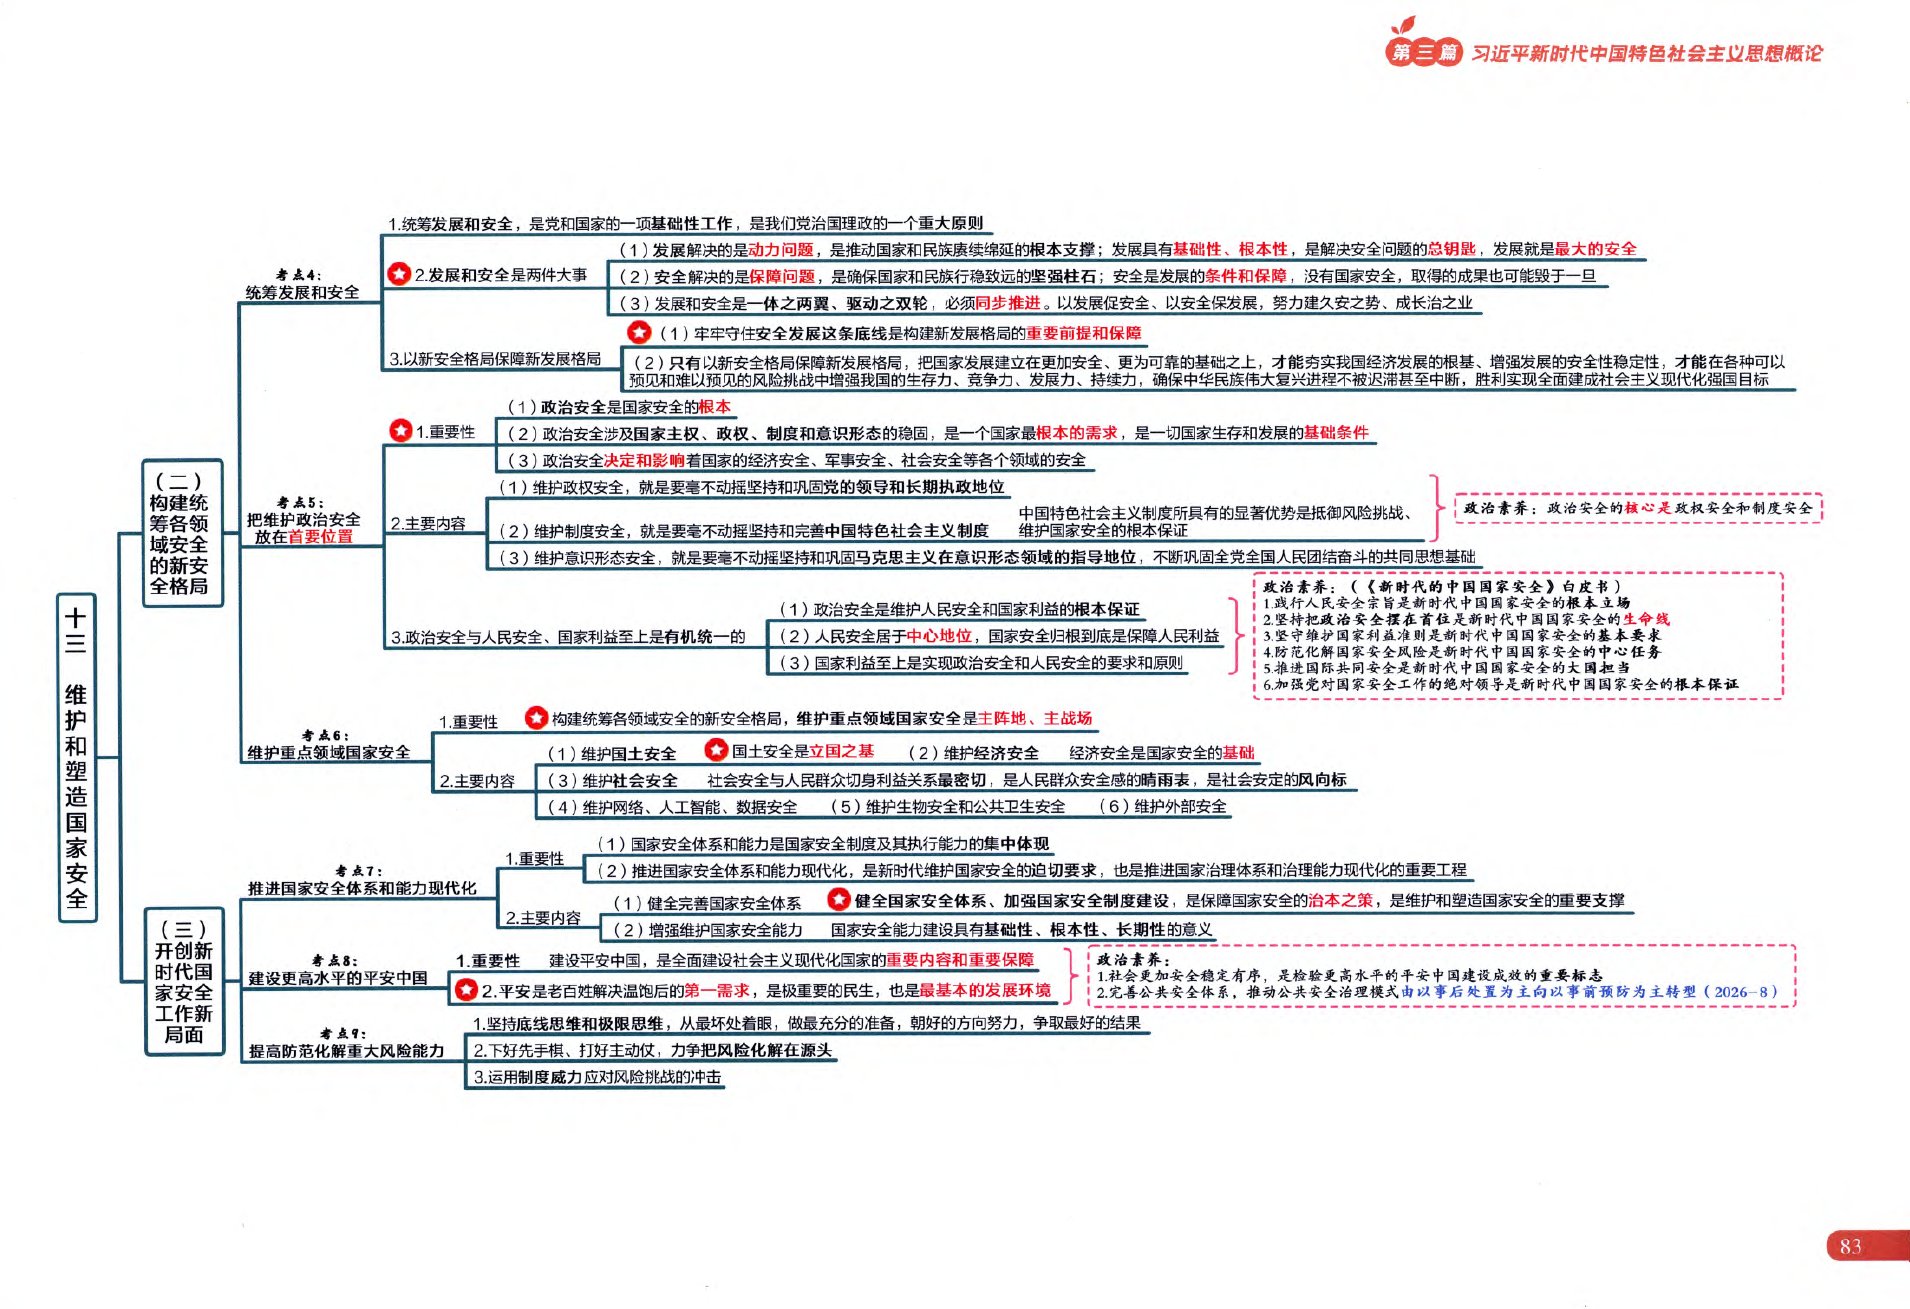 第三篇 习近平新时代中国特色社会主义思想概论
十三 维护和塑造国家安全
（二）
构建统
筹各领
域安全
的新安
全格局
考点4：
统筹发展和安全
1.统筹发展和安全，是党和国家的一项基础性工作，是我们党治国理政的一个重大原则
2.发展和安全是两件大事
（1）发展解决的是动力问题，是推动国家和民族赓续绵延的根本支撑；发展具有基础性、根本性，是解决安全问题的总钥匙，发展就是最大的安全
（2）安全解决的是保障问题，是确保国家和民族行稳致远的坚强柱石；安全是发展的条件和保障，没有国家安全，取得的成果也可能毁于一旦
（3）发展和安全是一体之两翼、驱动之双轮，必须同步推进。以发展促安全、以安全保发展，努力建久安之势、成长治之业
3.以新安全格局保障新发展格局
（1）牢牢守住安全发展这条底线是构建新发展格局的重要前提和保障
（2）只有以新安全格局保障新发展格局，把国家发展建立在更加安全、更为可靠的基础之上，才能夯实我国经济发展的根基、增强发展的安全性稳定性，才能在各种可以
预见和难以预见的风险挑战中增强我国的生存力、竞争力、发展力、持续力，确保中华民族伟大复兴进程不被迟滞甚至中断，胜利实现全面建成社会主义现代化强国目标
考点5：
把维护政治安全
放在首要位置
1.重要性
（1）政治安全是国家安全的根本
（2）政治安全涉及国家主权、政权、制度和意识形态的稳固，是一个国家最根本的需求，是一切国家生存和发展的基础条件
（3）政治安全决定和影响着国家的经济安全、军事安全、社会安全等各个领域的安全
2.主要内容
（1）维护政权安全，就是要毫不动摇坚持和巩固党的领导和长期执政地位
（2）维护制度安全，就是要毫不动摇坚持和完善中国特色社会主义制度
中国特色社会主义制度所具有的显著优势是抵御风险挑战、
维护国家安全的根本保证
（3）维护意识形态安全，就是要毫不动摇坚持和巩固马克思主义在意识形态领域的指导地位，不断巩固全党全国人民团结奋斗的共同思想基础
政治素养：政治安全的核心是政权安全和制度安全
3.政治安全与人民安全、国家利益至上是有机统一的
（1）政治安全是维护人民安全和国家利益的根本保证
（2）人民安全居于中心地位，国家安全归根到底是保障人民利益
（3）国家利益至上是实现政治安全和人民安全的要求和原则
政治素养：（《新时代的中国国家安全》白皮书）
1.践行人民安全宗旨是新时代中国国家安全的根本立场
2.坚持把政治安全摆在首位是新时代中国国家安全的生命线
3.坚守维护国家利益准则是新时代中国国家安全的基本要求
4.防范化解国家安全风险是新时代中国国家安全的中心任务
5.推进国际共同安全是新时代中国国家安全的大国担当
6.加强党对国家安全工作的绝对领导是新时代中国国家安全的根本保证
考点6：
维护重点领域国家安全
1.重要性 构建统筹各领域安全的新安全格局，维护重点领域国家安全是主阵地、主战场
2.主要内容
（1）维护国土安全 国土安全是立国之基 （2）维护经济安全 经济安全是国家安全的基础
（3）维护社会安全 社会安全与人民群众切身利益关系最密切，是人民群众安全感的晴雨表，是社会安定的风向标
（4）维护网络、人工智能、数据安全 （5）维护生物安全和公共卫生安全 （6）维护外部安全
（三）
开创新
时代国
家安全
工作新
局面
考点7：
推进国家安全体系和能力现代化
1.重要性
（1）国家安全体系和能力是国家安全制度及其执行能力的集中体现
（2）推进国家安全体系和能力现代化，是新时代维护国家安全的迫切要求，也是推进国家治理体系和治理能力现代化的重要工程
2.主要内容
（1）健全完善国家安全体系 健全国家安全体系、加强国家安全制度建设，是保障国家安全的治本之策，是维护和塑造国家安全的重要支撑
（2）增强维护国家安全能力 国家安全能力建设具有基础性、根本性、长期性的意义
考点8：
建设更高水平的平安中国
1.重要性 建设平安中国，是全面建设社会主义现代化国家的重要内容和重要保障
2.平安是老百姓解决温饱后的第一需求，是极重要的民生，也是最基本的发展环境
政治素养：
1.社会更加安全稳定有序，是检验更高水平的平安中国建设成效的重要标志
2.完善公共安全体系，推动公共安全治理模式由以事后处置为主向以事前预防为主转型（2026-8）
考点9：
提高防范化解重大风险能力
1.坚持底线思维和极限思维，从最坏处着眼，做最充分的准备，朝好的方向努力，争取最好的结果
2.下好先手棋、打好主动仗，力争把风险化解在源头
3.运用制度威力应对风险挑战的冲击
83